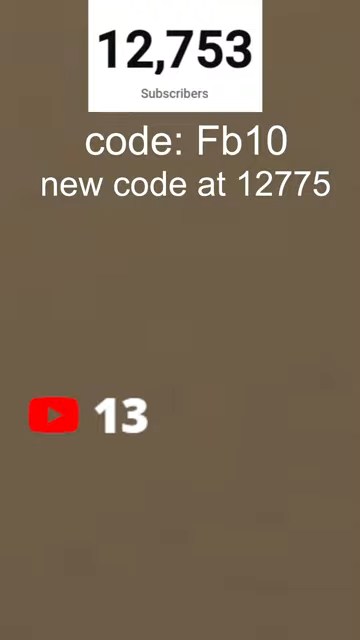 12,753
Subscribers
code: Fb10
new code at 12775
13